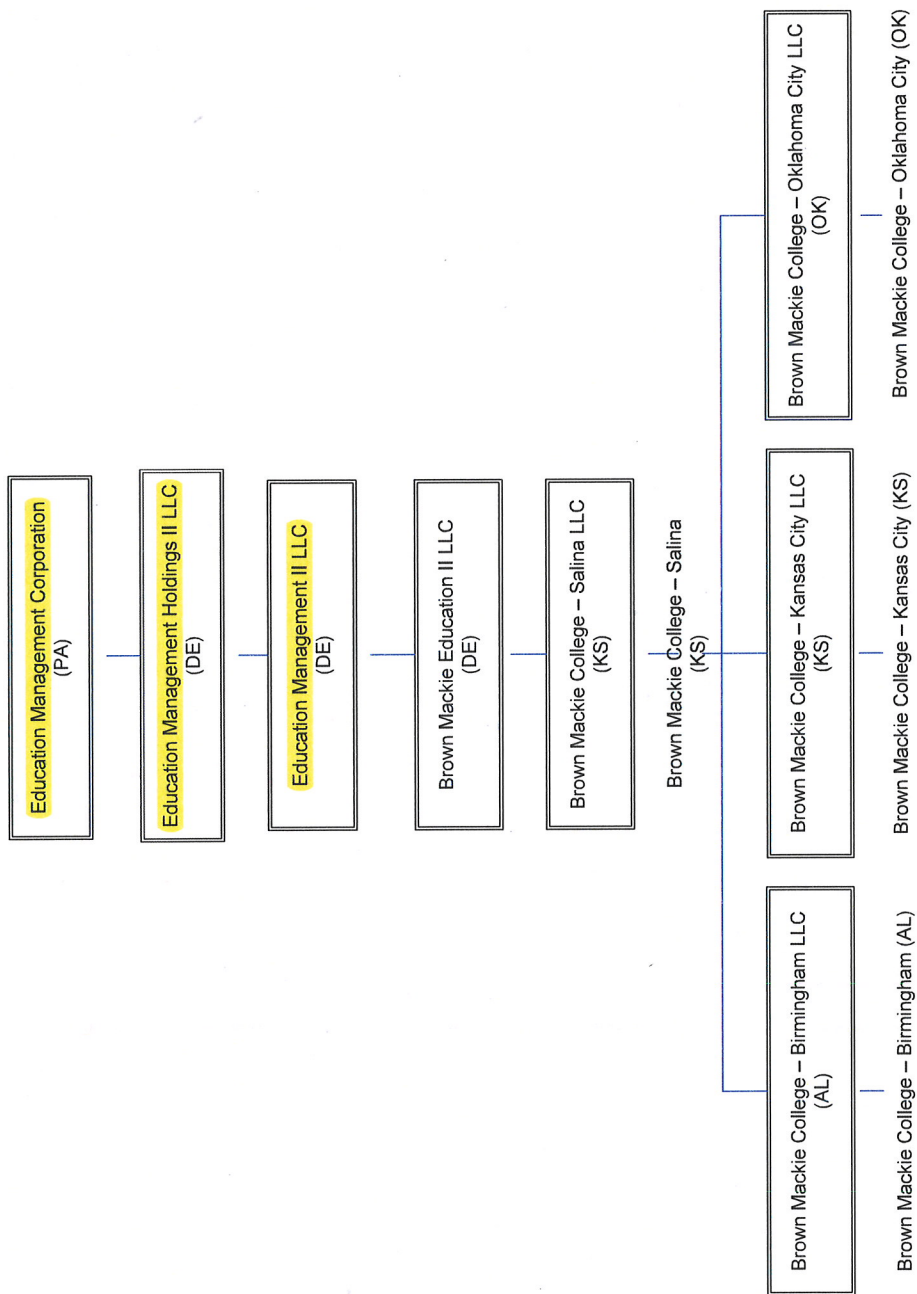 Education Management Corporation
(PA)
Education Management Holdings II LLC
(DE)
Education Management II LLC
(DE)
Brown Mackie Education II LLC
(DE)
Brown Mackie College – Salina LLC
(KS)
Brown Mackie College – Salina
(KS)
Brown Mackie College – Birmingham LLC
(AL)
Brown Mackie College – Birmingham (AL)
Brown Mackie College – Kansas City LLC
(KS)
Brown Mackie College – Kansas City (KS)
Brown Mackie College – Oklahoma City LLC
(OK)
Brown Mackie College – Oklahoma City (OK)